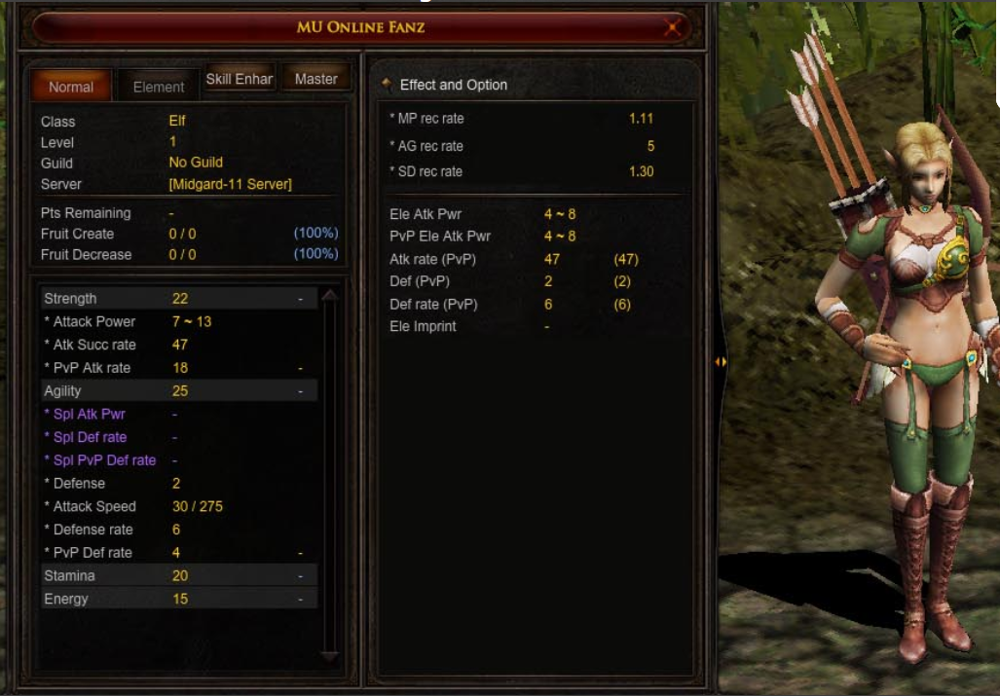 MU ONLINE FANZ
Normal Element Skill Enhar Master
Class Elf
Level 1
Guild No Guild
Server [Midgard-11 Server]
Pts Remaining -
Fruit Create 0 / 0 (100%)
Fruit Decrease 0 / 0 (100%)
Strength 22 -
* Attack Power 7 ~ 13
* Atk Succ rate 47
* PvP Atk rate 18 -
Agility 25 -
* Spl Atk Pwr -
* Spl Def rate -
* Spl PvP Def rate -
* Defense 2
* Attack Speed 30 / 275
* Defense rate 6
* PvP Def rate 4 -
Stamina 20 -
Energy 15 -
Effect and Option
* MP rec rate 1.11
* AG rec rate 5
* SD rec rate 1.30
Ele Atk Pwr 4 ~ 8
PvP Ele Atk Pwr 4 ~ 8
Atk rate (PvP) 47 (47)
Def (PvP) 2 (2)
Def rate (PvP) 6 (6)
Ele Imprint -